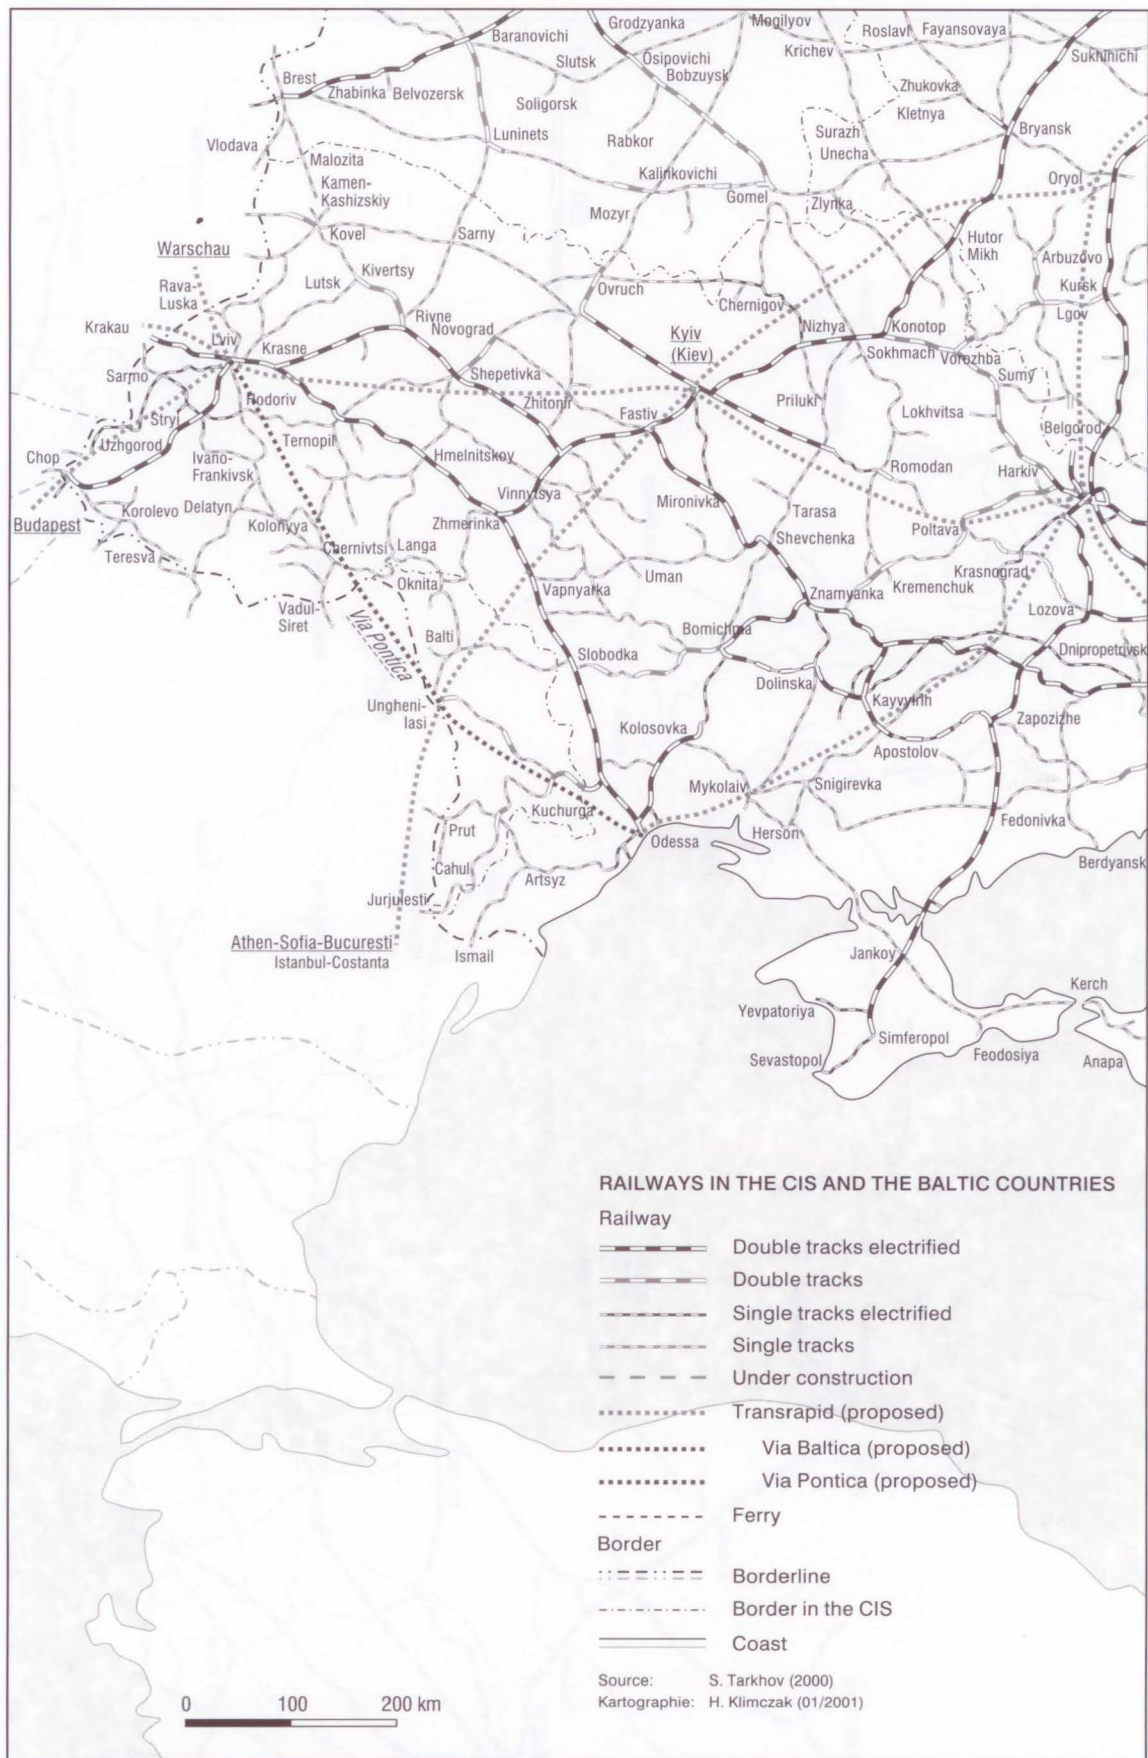 Grodzyanka
Mogilyov
Roslavl
Fayansovaya
Baranovichi
Krichev
Sukhinichi
Slutsk
Osipovichi
Bobzuysk
Brest
Zhabinka
Belvozersk
Zhukovka
Soligorsk
Kletnya
Luninets
Rabkor
Surazh
Bryansk
Vlodava
Unecha
Malozita
Kamen-
Kashizskiy
Kalinkovichi
Oryol
Gomel
Zlynka
Mozyr
Kovel
Sarny
Hutor
Mikh
Warschau
Arbuzovo
Kivertsy
Rava-
Luska
Lutsk
Ovruch
Kursk
Chernigov
Lgov
Krakau
Rivne
Novograd
Kyiv
(Kiev)
Nizhya
Konotop
Lviv
Krasne
Sokhmach
Vorozhba
Sarmo
Shepetivka
Sumy
Rodoriv
Zhitonir
Priluki
Stryj
Fastiv
Lokhvitsa
Uzhgorod
Ternopil
Belgorod
Chop
Ivano-
Frankivsk
Hmelnitskoy
Romodan
Harkiv
Vinnytsya
Mironivka
Budapest
Korolevo
Delatyn
Kolonyya
Zhmerinka
Tarasa
Shevchenka
Poltava
Teresva
Chernivtsi
Langa
Oknita
Uman
Krasnograd
Vapnyarka
Znamyanka
Kremenchuk
Vadul-
Siret
Lozova
Via Pontica
Balti
Bomichma
Slobodka
Dnipropetrivsk
Dolinska
Ungheni-
Iasi
Kayvylrih
Kolosovka
Zapozizhe
Apostolov
Mykolaiv
Snigirevka
Kuchurga
Prut
Odessa
Herson
Fedonivka
Cahul
Artsyz
Berdyansk
Jurjulesti
Athen-Sofia-Bucuresti
Istanbul-Costanta
Ismail
Jankoy
Kerch
Yevpatoriya
Simferopol
Sevastopol
Feodosiya
Anapa
RAILWAYS IN THE CIS AND THE BALTIC COUNTRIES
Railway
Double tracks electrified
Double tracks
Single tracks electrified
Single tracks
Under construction
Transrapid (proposed)
Via Baltica (proposed)
Via Pontica (proposed)
Ferry
Border
Borderline
Border in the CIS
Coast
Source: S. Tarkhov (2000)
Kartographie: H. Klimczak (01/2001)
0 100 200 km